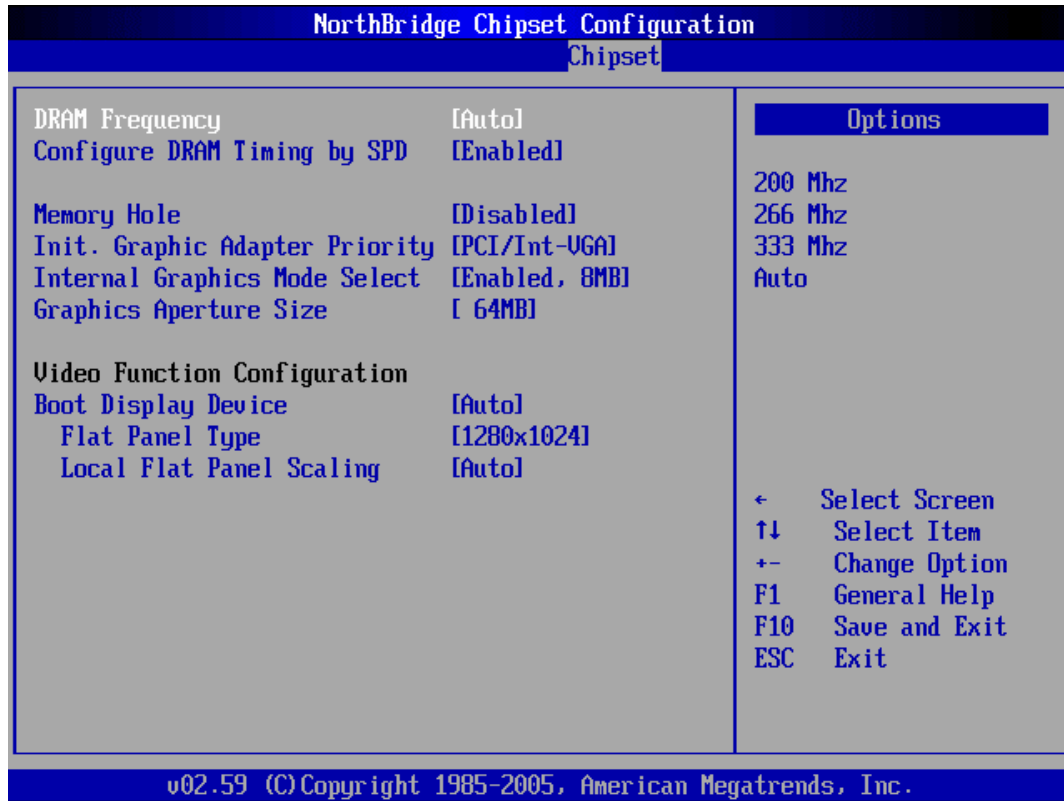 NorthBridge Chipset Configuration
Chipset
DRAM Frequency [Auto]
Configure DRAM Timing by SPD [Enabled]
Memory Hole [Disabled]
Init. Graphic Adapter Priority [PCI/Int-VGA]
Internal Graphics Mode Select [Enabled, 8MB]
Graphics Aperture Size [ 64MB]
Video Function Configuration
Boot Display Device [Auto]
Flat Panel Type [1280x1024]
Local Flat Panel Scaling [Auto]
Options
200 Mhz
266 Mhz
333 Mhz
Auto
← Select Screen
↑↓ Select Item
+- Change Option
F1 General Help
F10 Save and Exit
ESC Exit
v02.59 (C)Copyright 1985-2005, American Megatrends, Inc.